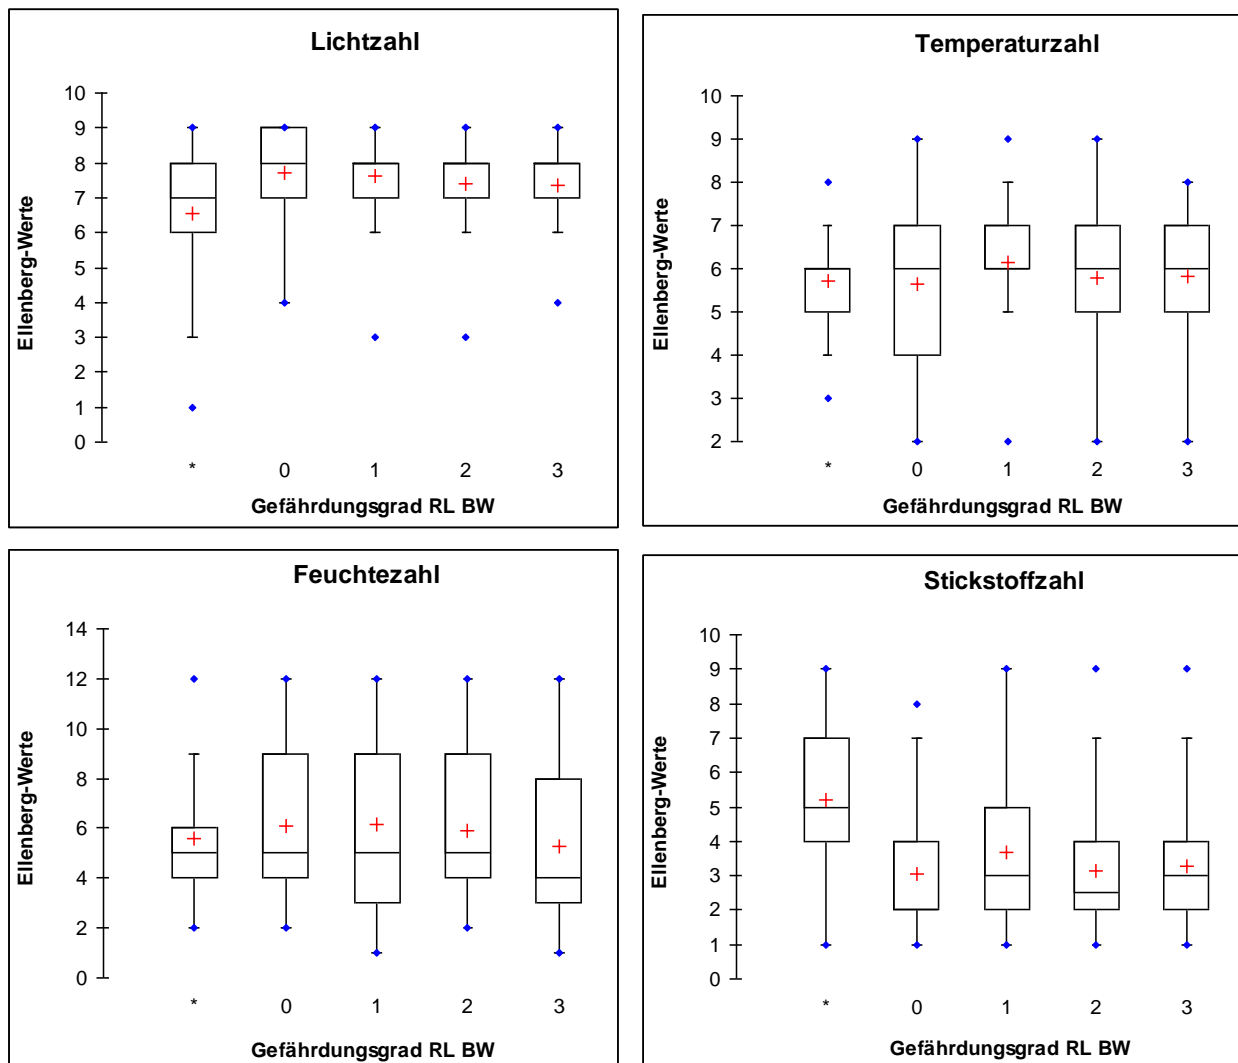 Lichtzahl
10
9
8
7
6
5
4
3
2
1
0
Ellenberg-Werte
* 0 1 2 3
Gefährdungsgrad RL BW
Temperaturzahl
10
9
8
7
6
5
4
3
2
Ellenberg-Werte
* 0 1 2 3
Gefährdungsgrad RL BW
Feuchtezahl
14
12
10
8
6
4
2
0
Ellenberg-Werte
* 0 1 2 3
Gefährdungsgrad RL BW
Stickstoffzahl
10
9
8
7
6
5
4
3
2
1
0
Ellenberg-Werte
* 0 1 2 3
Gefährdungsgrad RL BW